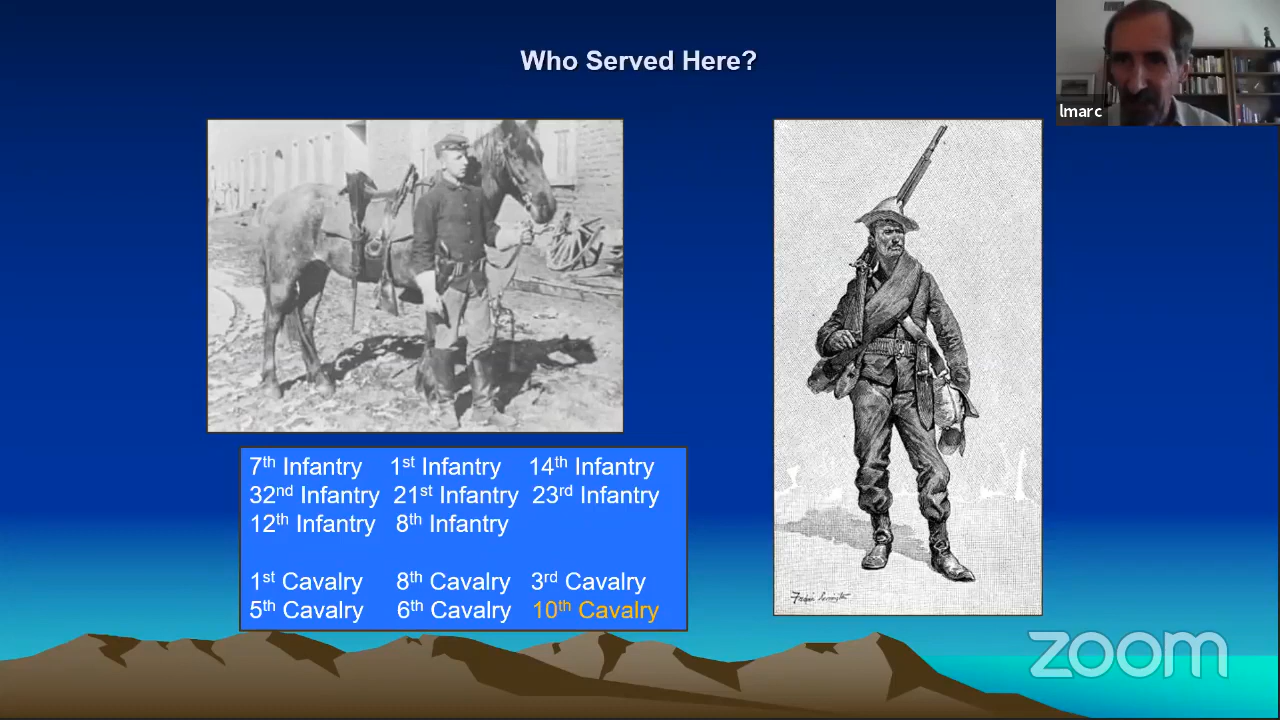 Who Served Here?
lmarc
7th Infantry 1st Infantry 14th Infantry
32nd Infantry 21st Infantry 23rd Infantry
12th Infantry 8th Infantry
1st Cavalry 8th Cavalry 3rd Cavalry
5th Cavalry 6th Cavalry 10th Cavalry
zoom